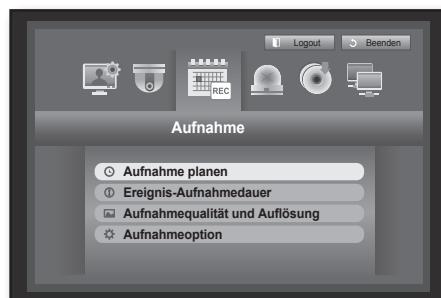 Logout
Beenden
REC
Aufnahme
Aufnahme planen
Ereignis-Aufnahmedauer
Aufnahmequalität und Auflösung
Aufnahmeoption